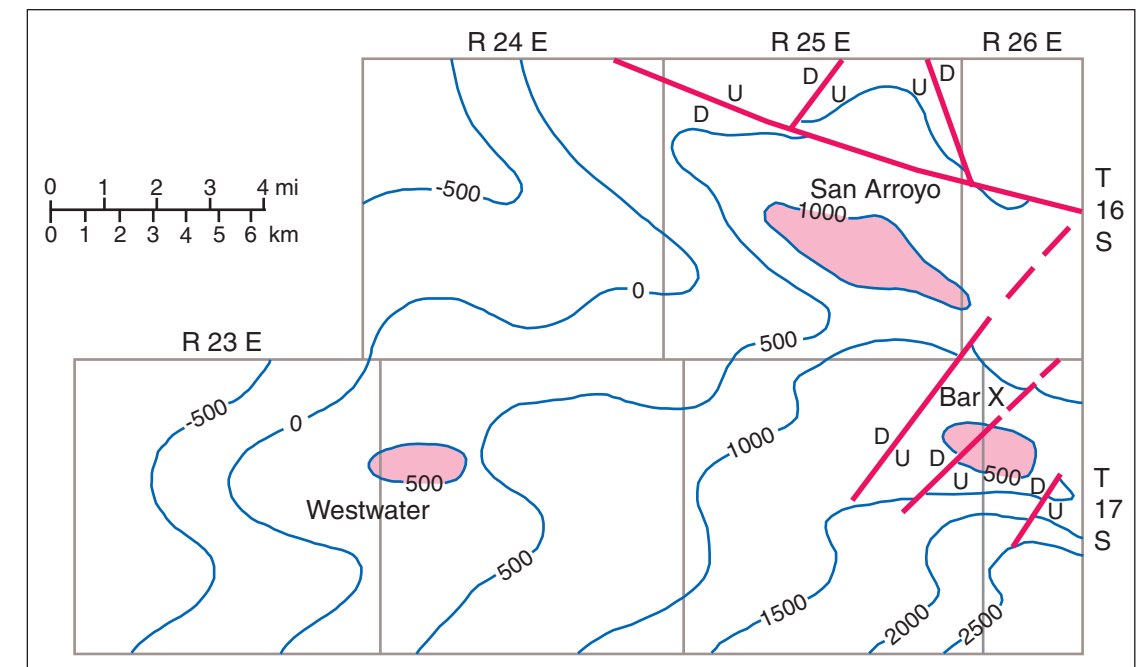 R 24 E R 25 E R 26 E
D U D
U U
D
0 1 2 3 4 mi
0 1 2 3 4 5 6 km
-500
San Arroyo
1000
T
16
S
0
500
R 23 E
-500
0
Bar X
1000
D
U D
500
U D
U
500
Westwater
T
17
S
500
1500
2000
2500